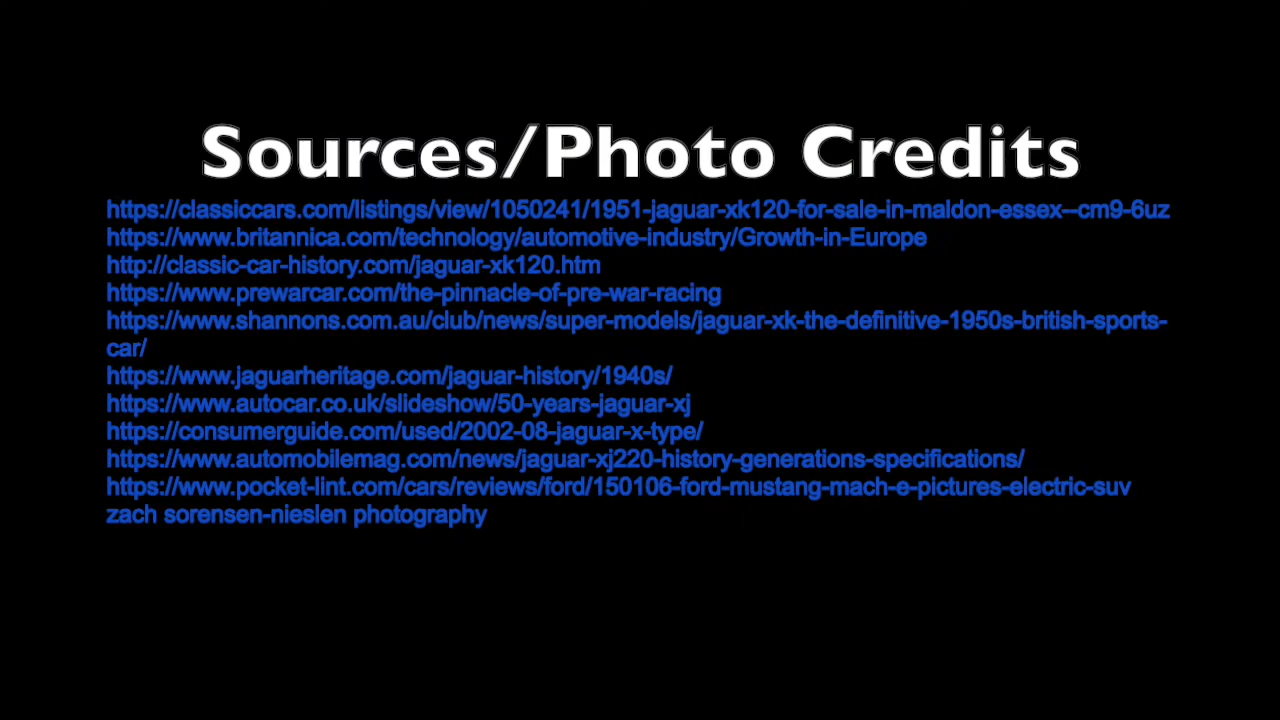 Sources/Photo Credits
https://classiccars.com/listings/view/1050241/1951-jaguar-xk120-for-sale-in-maldon-essex--cm9-6uz
https://www.britannica.com/technology/automotive-industry/Growth-in-Europe
http://classic-car-history.com/jaguar-xk120.htm
https://www.prewarcar.com/the-pinnacle-of-pre-war-racing
https://www.shannons.com.au/club/news/super-models/jaguar-xk-the-definitive-1950s-british-sports-
car/
https://www.jaguarheritage.com/jaguar-history/1940s/
https://www.autocar.co.uk/slideshow/50-years-jaguar-xj
https://consumerguide.com/used/2002-08-jaguar-x-type/
https://www.automobilemag.com/news/jaguar-xj220-history-generations-specifications/
https://www.pocket-lint.com/cars/reviews/ford/150106-ford-mustang-mach-e-pictures-electric-suv
zach sorensen-nieslen photography